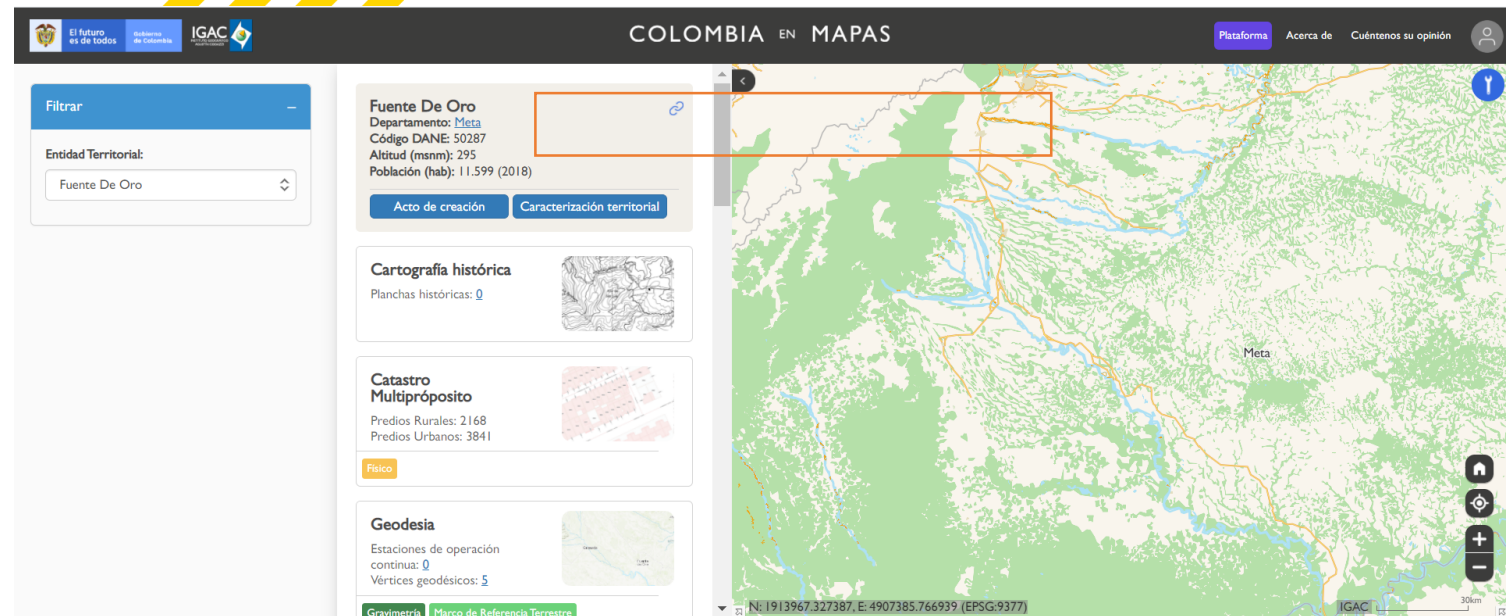 El futuro
es de todos
Gobierno
de Colombia
IGAC
COLOMBIA EN MAPAS
Plataforma
Acerca de
Cuéntenos su opinión
Filtrar
Entidad Territorial:
Fuente De Oro
Fuente De Oro
Departamento: Meta
Código DANE: 50287
Altitud (msnm): 295
Población (hab): 11.599 (2018)
Acto de creación
Caracterización territorial
Cartografía histórica
Planchas históricas: 0
Catastro
Multipróposito
Predios Rurales: 2168
Predios Urbanos: 3841
Físico
Geodesia
Estaciones de operación
continua: 0
Vértices geodésicos: 5
Gravimetría
Marco de Referencia Terrestre
Meta
N: 1913967.327387, E: 4907385.766939 (EPSG:9377)
IGAC
30km